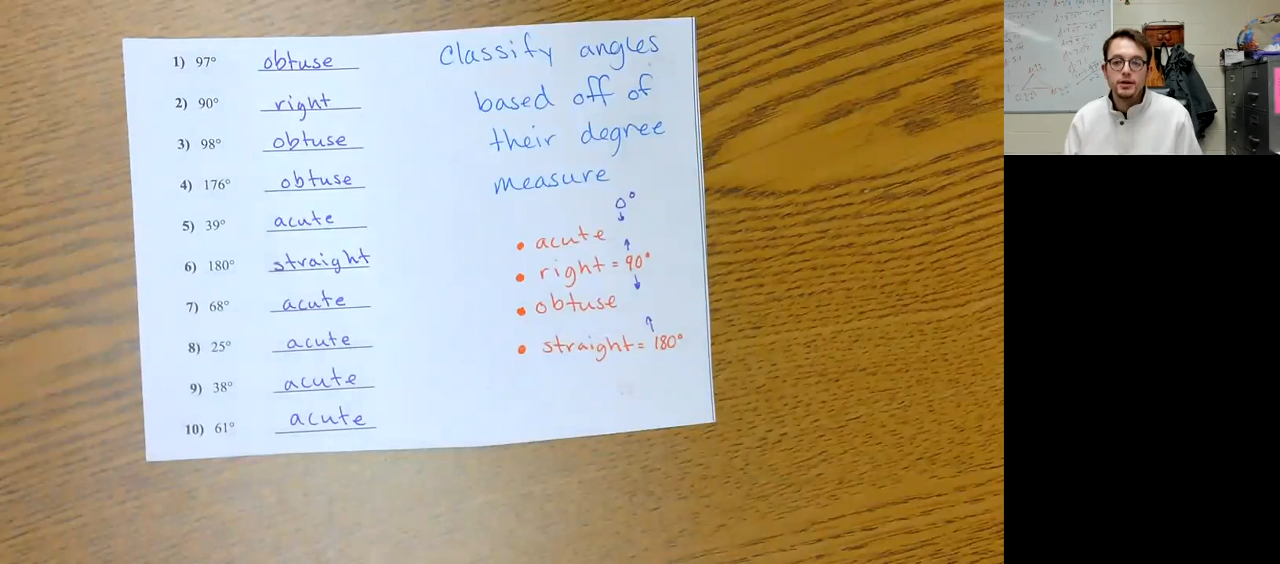 1) 97° obtuse
2) 90° right
3) 98° obtuse
4) 176° obtuse
5) 39° acute
6) 180° straight
7) 68° acute
8) 25° acute
9) 38° acute
10) 61° acute
Classify angles
based off of
their degree
measure
0°
↓
• acute
↑
• right = 90°
↓
• obtuse
↑
• straight = 180°